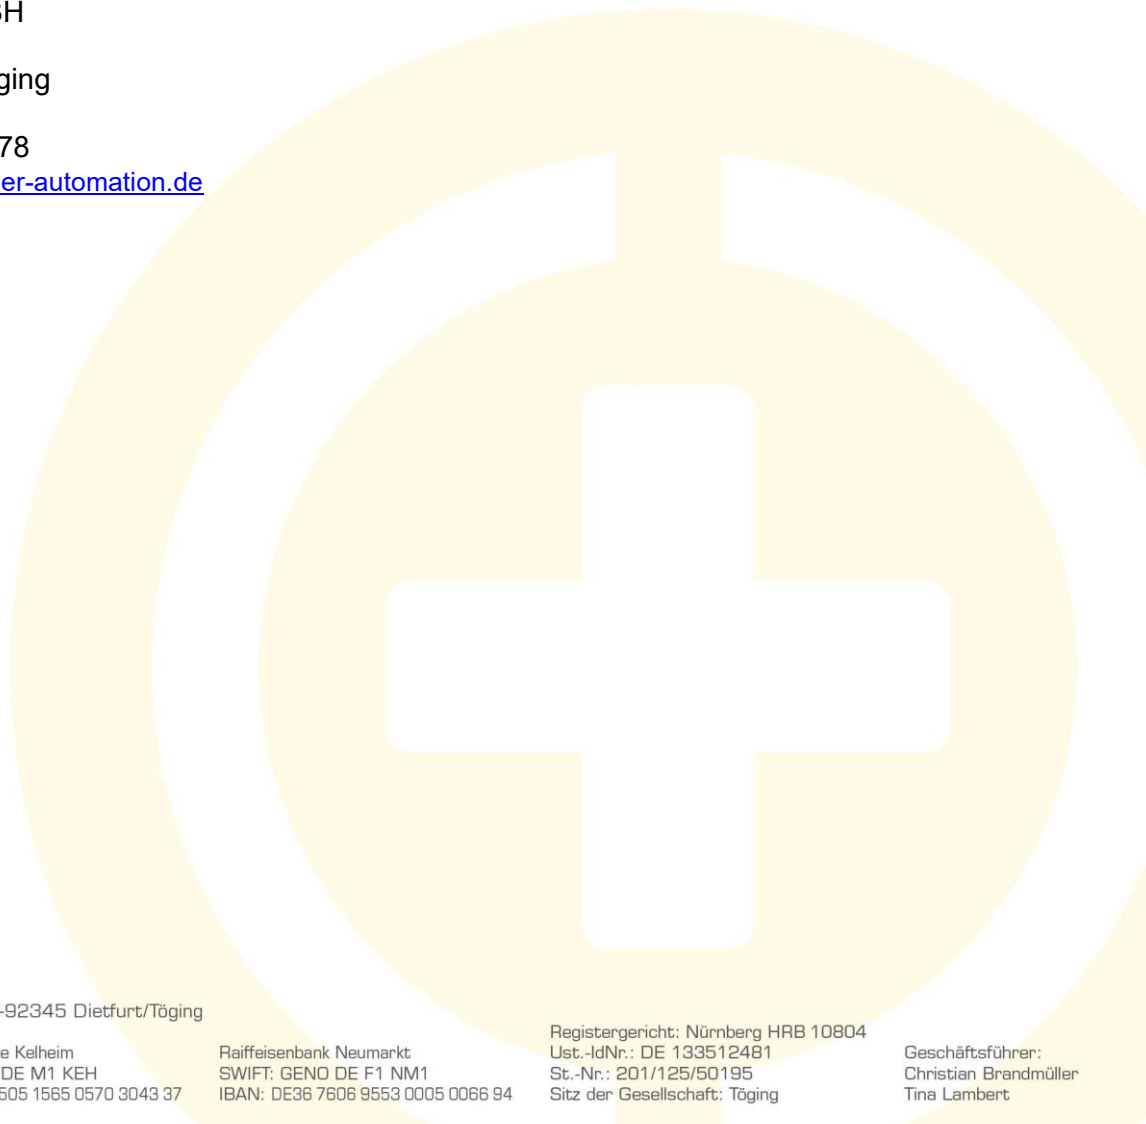 BH
ging
78
er-automation.de
-92345 Dietfurt/Töging
e Kelheim
DE M1 KEH
505 1565 0570 3043 37
Raiffeisenbank Neumarkt
SWIFT: GENO DE F1 NM1
IBAN: DE36 7606 9553 0005 0066 94
Registergericht: Nürnberg HRB 10804
Ust.-IdNr.: DE 133512481
St.-Nr.: 201/125/50195
Sitz der Gesellschaft: Töging
Geschäftsführer:
Christian Brandmüller
Tina Lambert